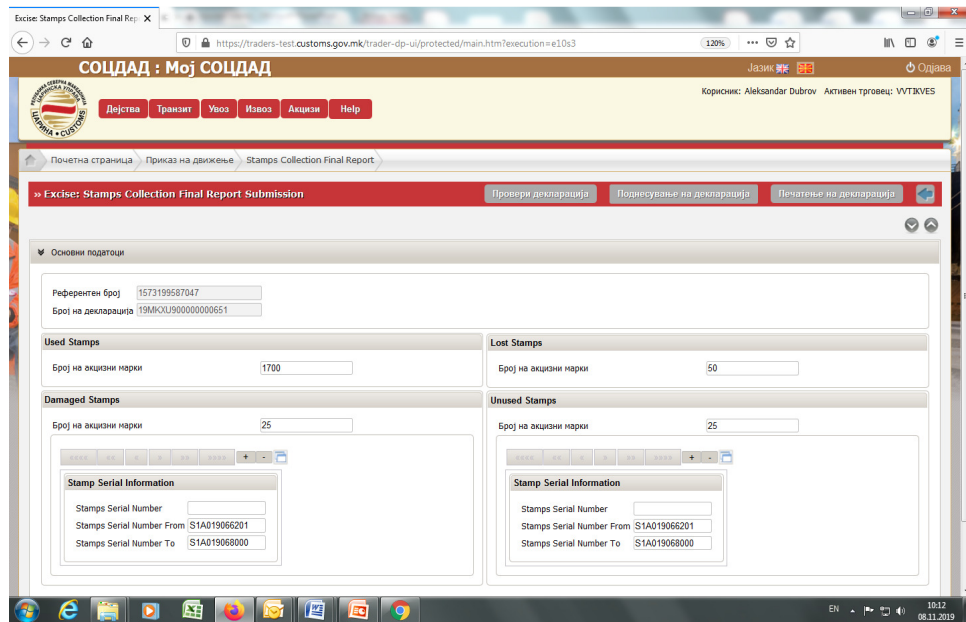 Excise: Stamps Collection Final Rep
https://traders-test.customs.gov.mk/trader-dp-ui/protected/main.htm?execution=e10s3
120%
СОЦДАД : Мој СОЦДАД
Јазик
Одјава
Корисник: Aleksandar Dubrov Активен трговец: VVTIKVES
ЦАРИНА • CUSTOMS
Дејства Транзит Увоз Извоз Акцизи Help
Почетна страница Приказ на движење Stamps Collection Final Report
» Excise: Stamps Collection Final Report Submission
Провери декларација Поднесување на декларација Печатење на декларација
Основни податоци
Референтен број 1573199587047
Број на декларација 19MKXU900000000651
Used Stamps
Број на акцизни марки 1700
Lost Stamps
Број на акцизни марки 50
Damaged Stamps
Број на акцизни марки 25
+ -
Stamp Serial Information
Stamps Serial Number
Stamps Serial Number From S1A019066201
Stamps Serial Number To S1A019068000
Unused Stamps
Број на акцизни марки 25
+ -
Stamp Serial Information
Stamps Serial Number
Stamps Serial Number From S1A019066201
Stamps Serial Number To S1A019068000
EN
10:12
08.11.2019